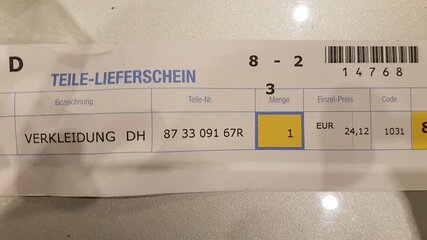 D
8 - 2
14768
TEILE-LIEFERSCHEIN
3
Bezeichnung Teile-Nr. Menge Einzel-Preis Code
VERKLEIDUNG DH 87 33 091 67R 1 EUR 24,12 1031